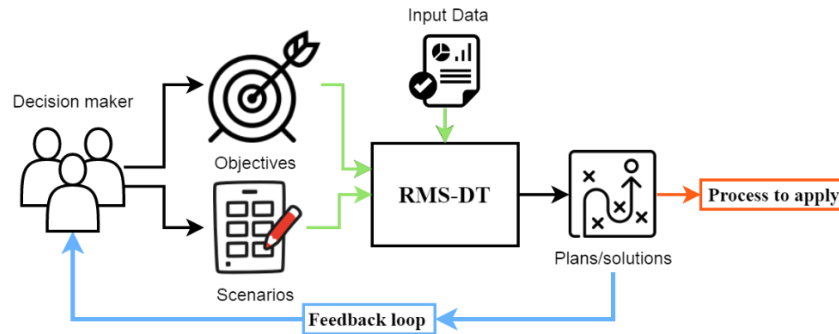 Input Data
Decision maker
Objectives
RMS-DT
Process to apply
Plans/solutions
Scenarios
Feedback loop